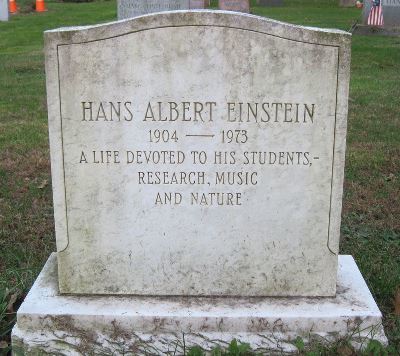 HANS ALBERT EINSTEIN
1904 — 1973
A LIFE DEVOTED TO HIS STUDENTS,-
RESEARCH, MUSIC
AND NATURE